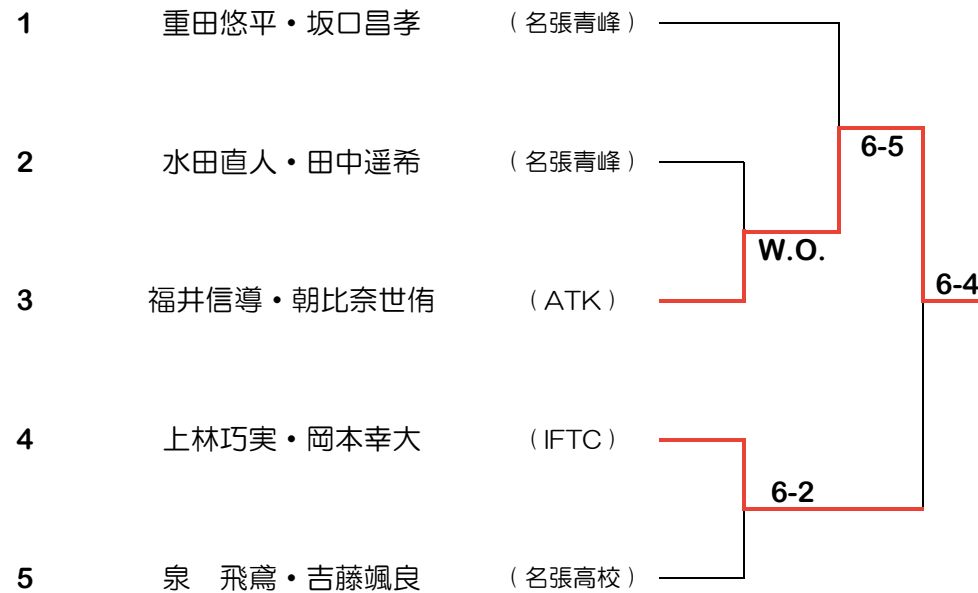 1 重田悠平・坂口昌孝 （名張青峰）
6-5
2 水田直人・田中遥希 （名張青峰）
W.O.
6-4
3 福井信導・朝比奈世侑 （ATK）
4 上林巧実・岡本幸大 （IFTC）
6-2
5 泉　飛鳶・吉藤颯良 （名張高校）